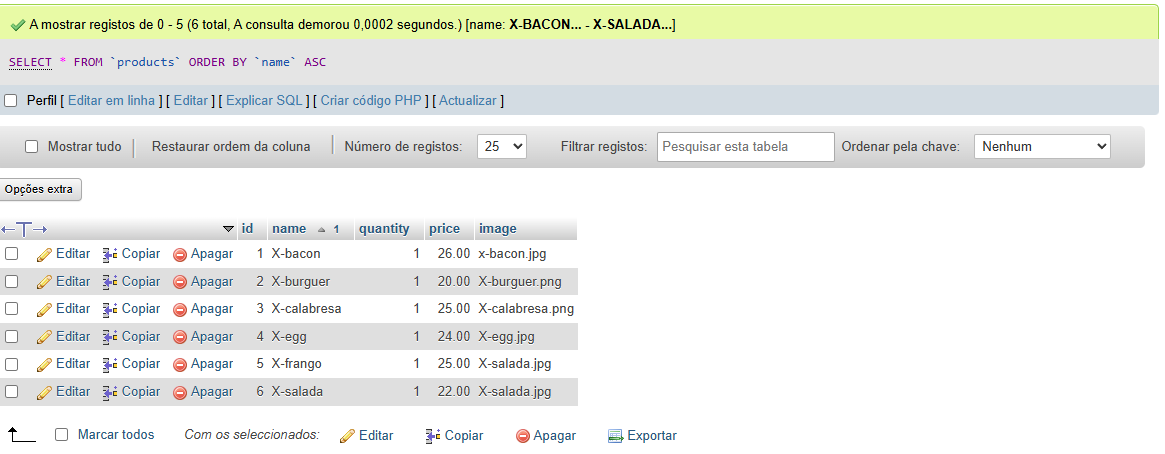 A mostrar registos de 0 - 5 (6 total, A consulta demorou 0,0002 segundos.) [name: X-BACON... - X-SALADA...]
SELECT * FROM `products` ORDER BY `name` ASC
Perfil [ Editar em linha ] [ Editar ] [ Explicar SQL ] [ Criar código PHP ] [ Actualizar ]
Mostrar tudo Restaurar ordem da coluna Número de registos: 25 Filtrar registos: Pesquisar esta tabela Ordenar pela chave: Nenhum
Opções extra
id name 1 quantity price image
Editar Copiar Apagar 1 X-bacon 1 26.00 x-bacon.jpg
Editar Copiar Apagar 2 X-burguer 1 20.00 X-burguer.png
Editar Copiar Apagar 3 X-calabresa 1 25.00 X-calabresa.png
Editar Copiar Apagar 4 X-egg 1 24.00 X-egg.jpg
Editar Copiar Apagar 5 X-frango 1 25.00 X-salada.jpg
Editar Copiar Apagar 6 X-salada 1 22.00 X-salada.jpg
Marcar todos Com os seleccionados: Editar Copiar Apagar Exportar